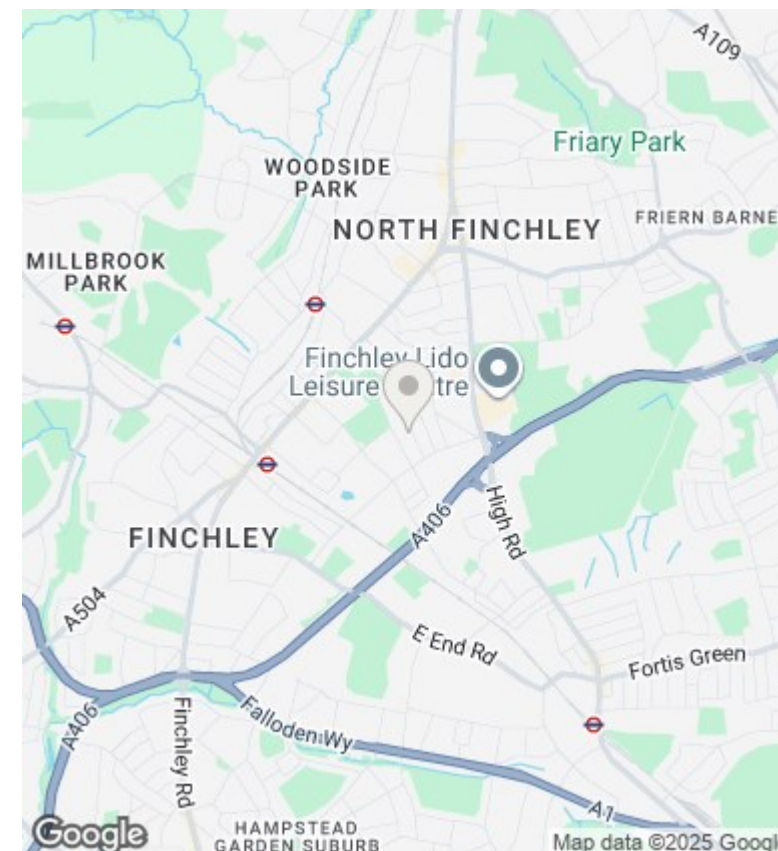 A109
Friary Park
WOODSIDE
PARK
NORTH FINCHLEY
FRIERN BARNE
MILLBROOK
PARK
Finchley Lido
Leisure tre
A406
High Rd
FINCHLEY
A504
E End Rd
Fortis Green
A406
Finchley Rd
Falloden Wy
A1
HAMPSTEAD
GARDEN SUBURB
Google
Map data ©2025 Googl